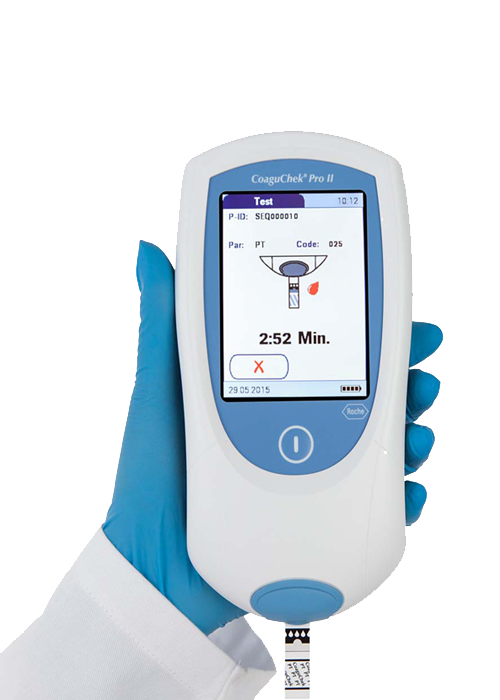 CoaguChek® Pro II
Test 10:12
P-ID: SEQ000010
Par: PT Code: 025
2:52 Min.
X
29.05.2015
Roche